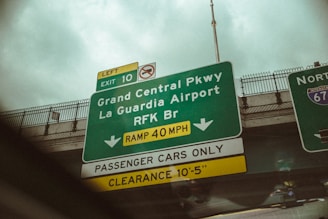 LEFT
EXIT 10
Grand Central Pkwy
La Guardia Airport
RFK Br
RAMP 40 MPH
PASSENGER CARS ONLY
CLEARANCE 10'-5"
NORT
67